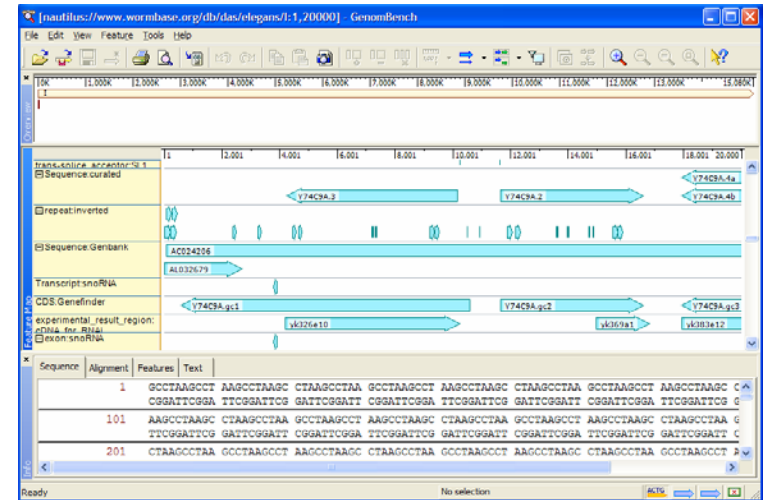 [nautilus://www.wormbase.org/db/das/elegans/I:1,20000] - GenomBench
File Edit View Feature Tools Help
0K 1.000K 2.000K 3.000K 4.000K 5.000K 6.000K 7.000K 8.000K 9.000K 10.000K 11.000K 12.000K 13.000K 15.080K
I
Overview
1 2.001 4.001 6.001 8.001 10.001 12.001 14.001 16.001 18.001 20.000
trans-splice_acceptor:SL1
Sequence:curated
Y74C9A.4a
Y74C9A.3 Y74C9A.2 Y74C9A.4b
repeat:inverted
Sequence:Genbank
AC024206
AL032679
Transcript:snoRNA
CDS:Genefinder
Y74C9A.gc1 Y74C9A.gc2 Y74C9A.gc3
experimental_result_region:
cDNA_for_RNAi
yk326e10 yk369a1 yk383e12
exon:snoRNA
Feature Map
Sequence Alignment Features Text
1 GCCTAAGCCT AAGCCTAAGC CTAAGCCTAA GCCTAAGCCT AAGCCTAAGC CTAAGCCTAA GCCTAAGCCT AAGCCTAAGC C
CGGATTCGGA TTCGGATTCG GATTCGGATT CGGATTCGGA TTCGGATTCG GATTCGGATT CGGATTCGGA TTCGGATTCG G
101 AAGCCTAAGC CTAAGCCTAA GCCTAAGCCT AAGCCTAAGC CTAAGCCTAA GCCTAAGCCT AAGCCTAAGC CTAAGCCTAA G
TTCGGATTCG GATTCGGATT CGGATTCGGA TTCGGATTCG GATTCGGATT CGGATTCGGA TTCGGATTCG GATTCGGATT C
201 CTAAGCCTAA GCCTAAGCCT AAGCCTAAGC CTAAGCCTAA GCCTAAGCCT AAGCCTAAGC CTAAGCCTAA GCCTAAGCCT A
Info
Ready No selection ACTG